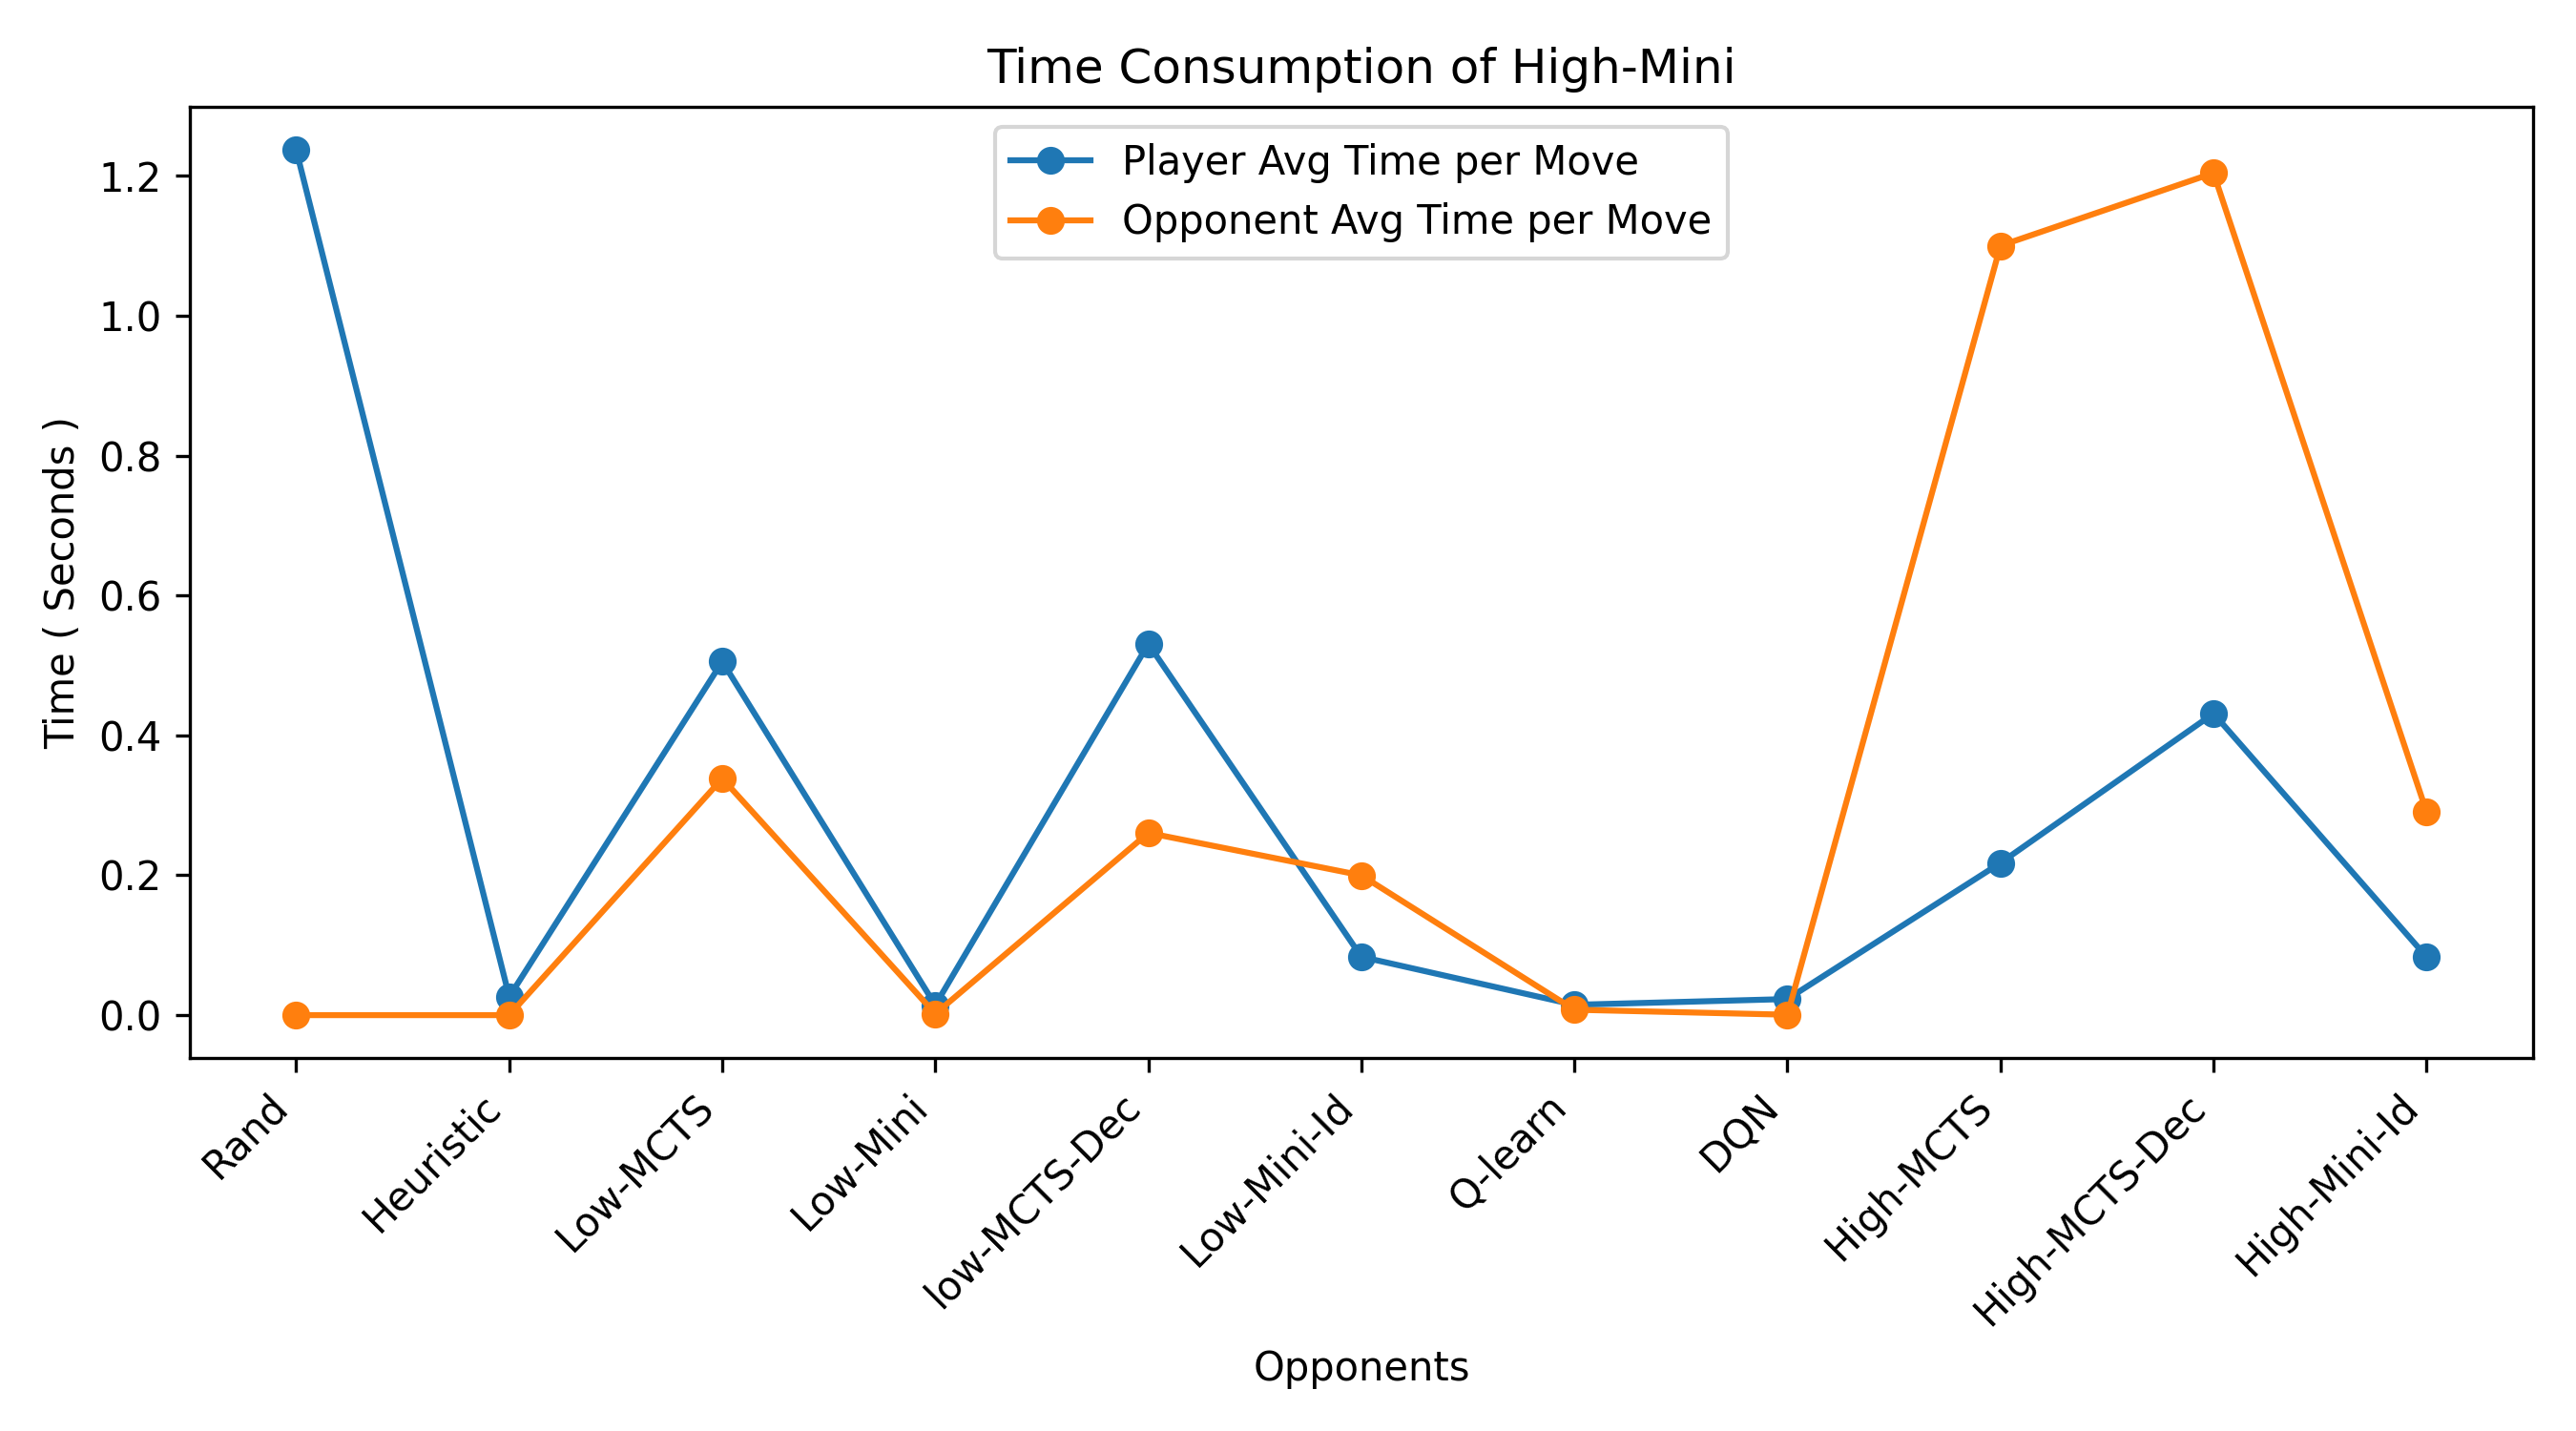 Time Consumption of High-Mini
Player Avg Time per Move
Opponent Avg Time per Move
Time ( Seconds )
1.2
1.0
0.8
0.6
0.4
0.2
0.0
Rand
Heuristic
Low-MCTS
Low-Mini
low-MCTS-Dec
Low-Mini-Id
Q-learn
DQN
High-MCTS
High-MCTS-Dec
High-Mini-Id
Opponents